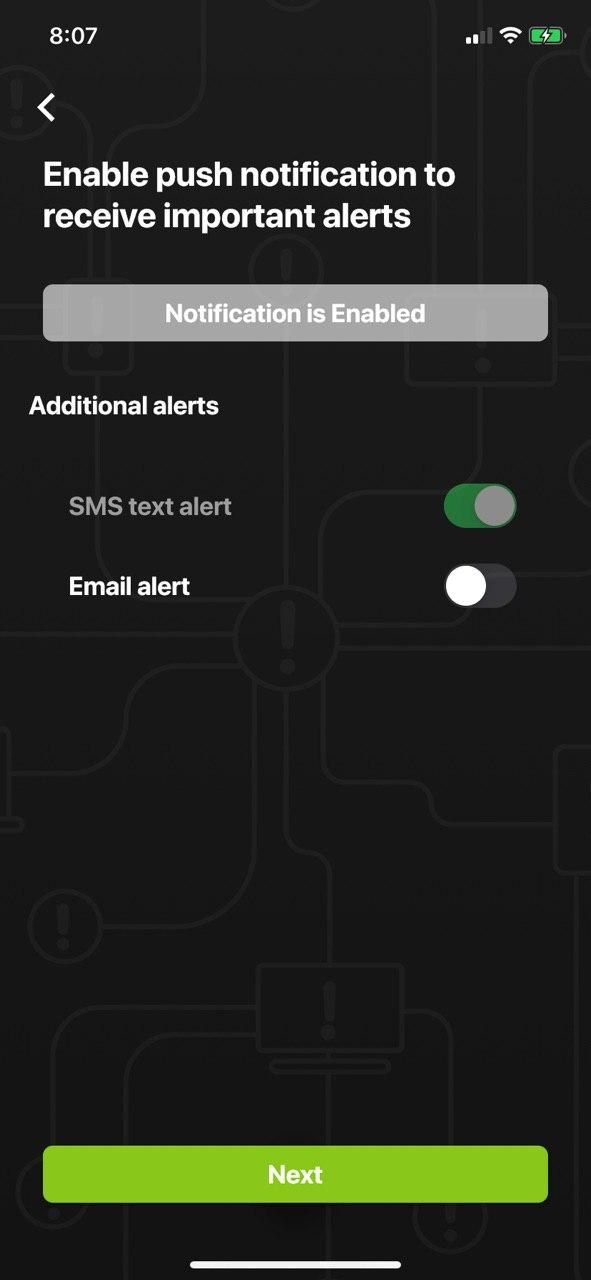 8:07
Enable push notification to
receive important alerts
Notification is Enabled
Additional alerts
SMS text alert
Email alert
Next